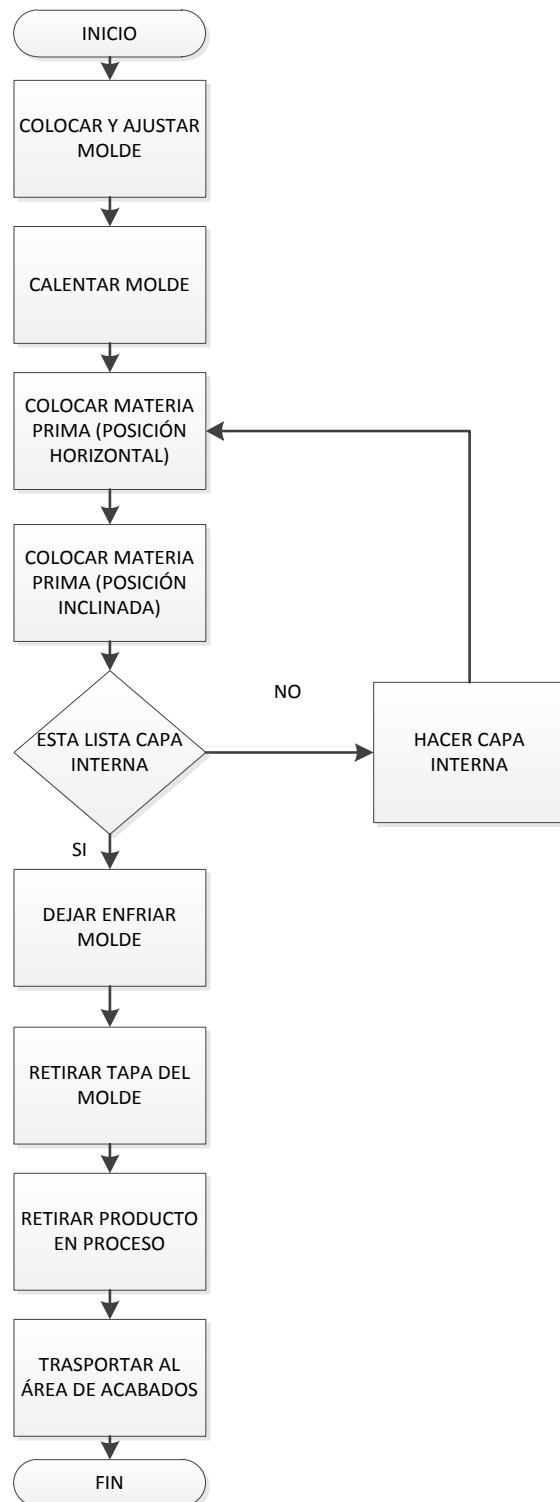 INICIO
COLOCAR Y AJUSTAR
MOLDE
CALENTAR MOLDE
COLOCAR MATERIA
PRIMA (POSICIÓN
HORIZONTAL)
COLOCAR MATERIA
PRIMA (POSICIÓN
INCLINADA)
ESTA LISTA CAPA
INTERNA
NO
HACER CAPA
INTERNA
SI
DEJAR ENFRIAR
MOLDE
RETIRAR TAPA DEL
MOLDE
RETIRAR PRODUCTO
EN PROCESO
TRASPORTAR AL
ÁREA DE ACABADOS
FIN